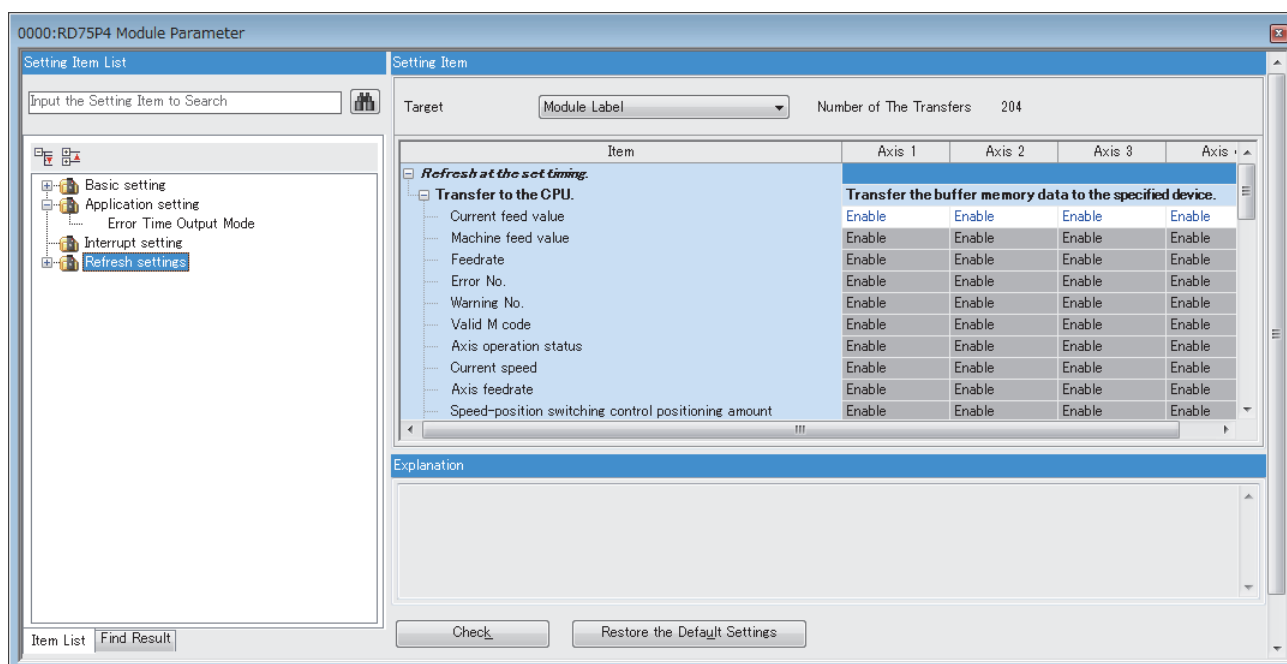 0000:RD75P4 Module Parameter
Setting Item List
Input the Setting Item to Search
Basic setting
Application setting
Error Time Output Mode
Interrupt setting
Refresh settings
Item List Find Result
Setting Item
Target Module Label Number of The Transfers 204
Item Axis 1 Axis 2 Axis 3 Axis
Refresh at the set timing.
Transfer to the CPU. Transfer the buffer memory data to the specified device.
Current feed value Enable Enable Enable Enable
Machine feed value Enable Enable Enable Enable
Feedrate Enable Enable Enable Enable
Error No. Enable Enable Enable Enable
Warning No. Enable Enable Enable Enable
Valid M code Enable Enable Enable Enable
Axis operation status Enable Enable Enable Enable
Current speed Enable Enable Enable Enable
Axis feedrate Enable Enable Enable Enable
Speed-position switching control positioning amount Enable Enable Enable Enable
Explanation
Check Restore the Default Settings